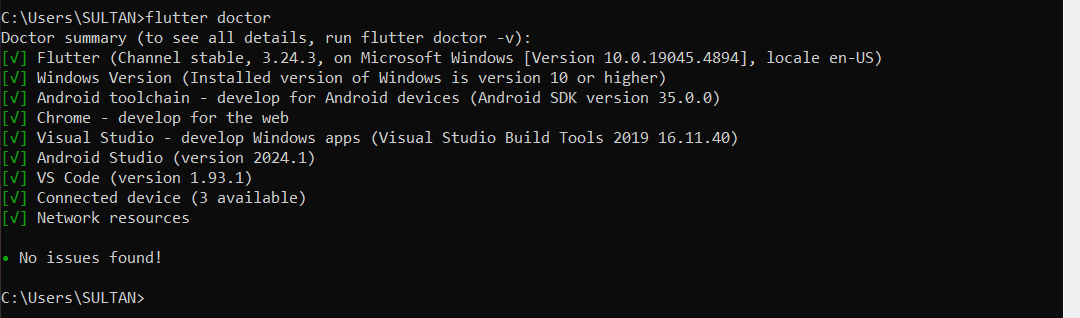 C:\Users\SULTAN>flutter doctor
Doctor summary (to see all details, run flutter doctor -v):
[√] Flutter (Channel stable, 3.24.3, on Microsoft Windows [Version 10.0.19045.4894], locale en-US)
[√] Windows Version (Installed version of Windows is version 10 or higher)
[√] Android toolchain - develop for Android devices (Android SDK version 35.0.0)
[√] Chrome - develop for the web
[√] Visual Studio - develop Windows apps (Visual Studio Build Tools 2019 16.11.40)
[√] Android Studio (version 2024.1)
[√] VS Code (version 1.93.1)
[√] Connected device (3 available)
[√] Network resources
• No issues found!
C:\Users\SULTAN>